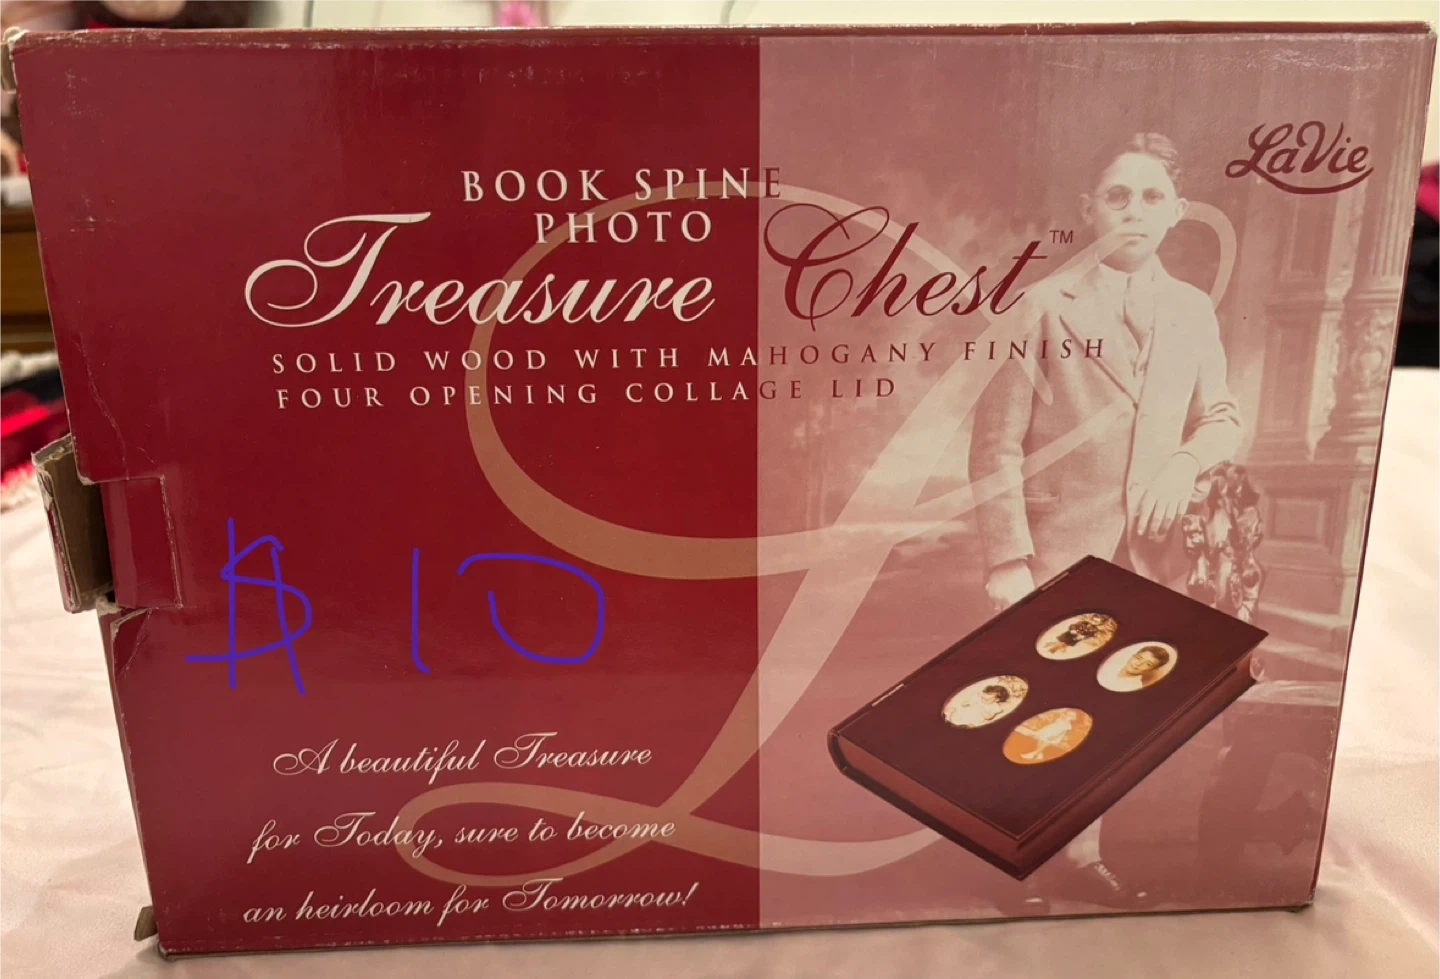 LaVie
BOOK SPINE
PHOTO
Treasure Chest™
SOLID WOOD WITH MAHOGANY FINISH
FOUR OPENING COLLAGE LID
$10
A beautiful Treasure
for Today, sure to become
an heirloom for Tomorrow!